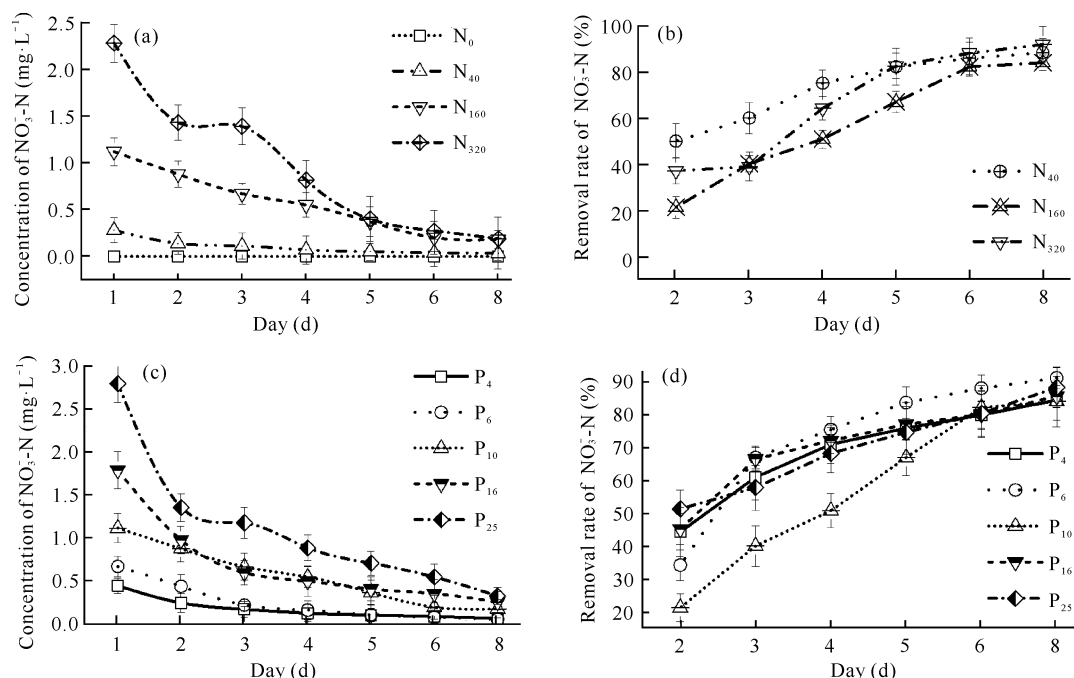 Concentration of NO₃⁻-N (mg·L⁻¹)
2.5
2.0
1.5
1.0
0.5
0.0
(a)
N₀
N₄₀
N₁₆₀
N₃₂₀
1 2 3 4 5 6 8
Day (d)
Removal rate of NO₃⁻-N (%)
100
80
60
40
20
0
(b)
N₄₀
N₁₆₀
N₃₂₀
2 3 4 5 6 8
Day (d)
Concentration of NO₃⁻-N (mg·L⁻¹)
3.0
2.5
2.0
1.5
1.0
0.5
0.0
(c)
P₄
P₆
P₁₀
P₁₆
P₂₅
1 2 3 4 5 6 8
Day (d)
Removal rate of NO₃⁻-N (%)
90
80
70
60
50
40
30
20
(d)
P₄
P₆
P₁₀
P₁₆
P₂₅
2 3 4 5 6 8
Day (d)